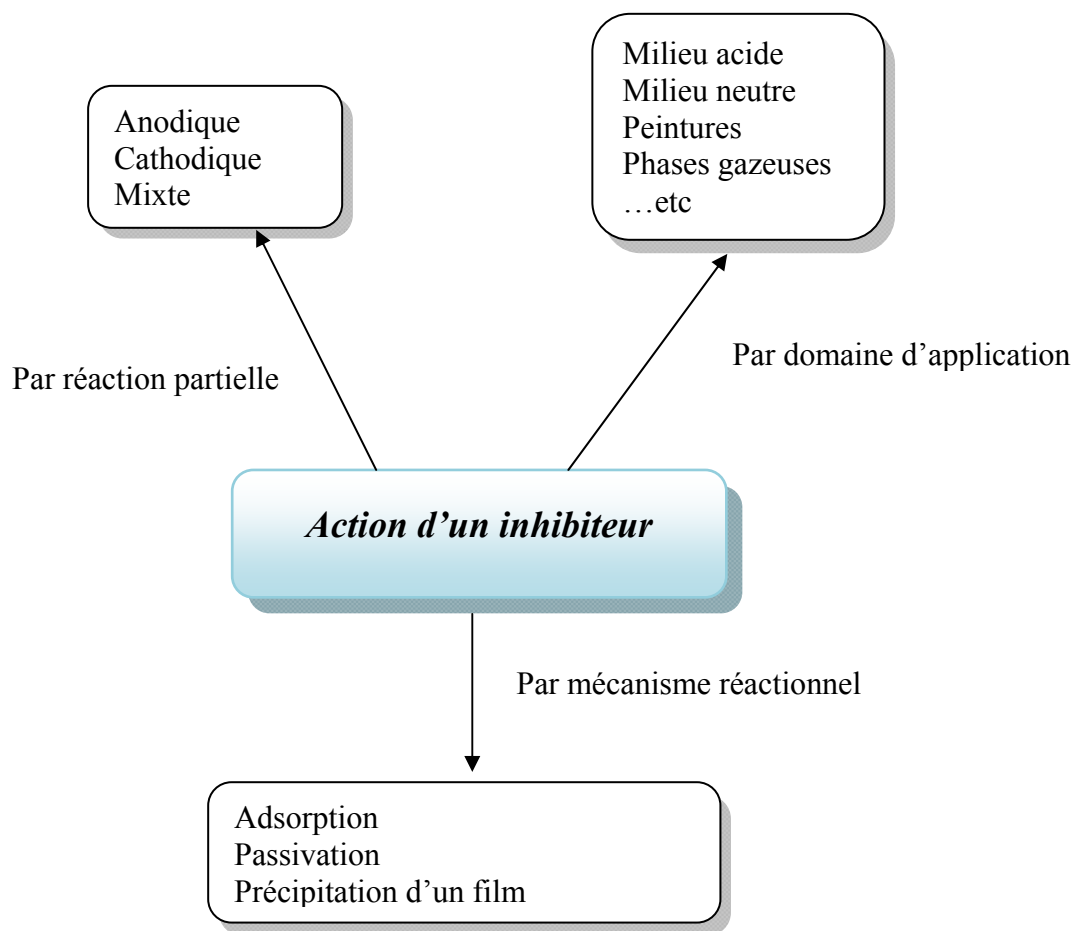 Milieu acide
Milieu neutre
Peintures
Phases gazeuses
…etc
Anodique
Cathodique
Mixte
Par domaine d’application
Par réaction partielle
Action d’un inhibiteur
Par mécanisme réactionnel
Adsorption
Passivation
Précipitation d’un film